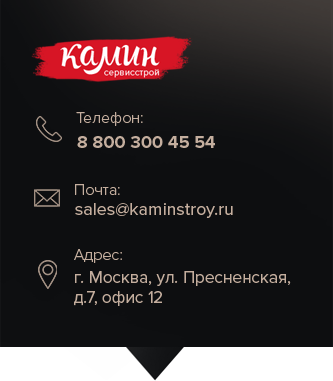 камин
сервисстрой
Телефон:
8 800 300 45 54
Почта:
sales@kaminstroy.ru
Адрес:
г. Москва, ул. Пресненская,
д.7, офис 12